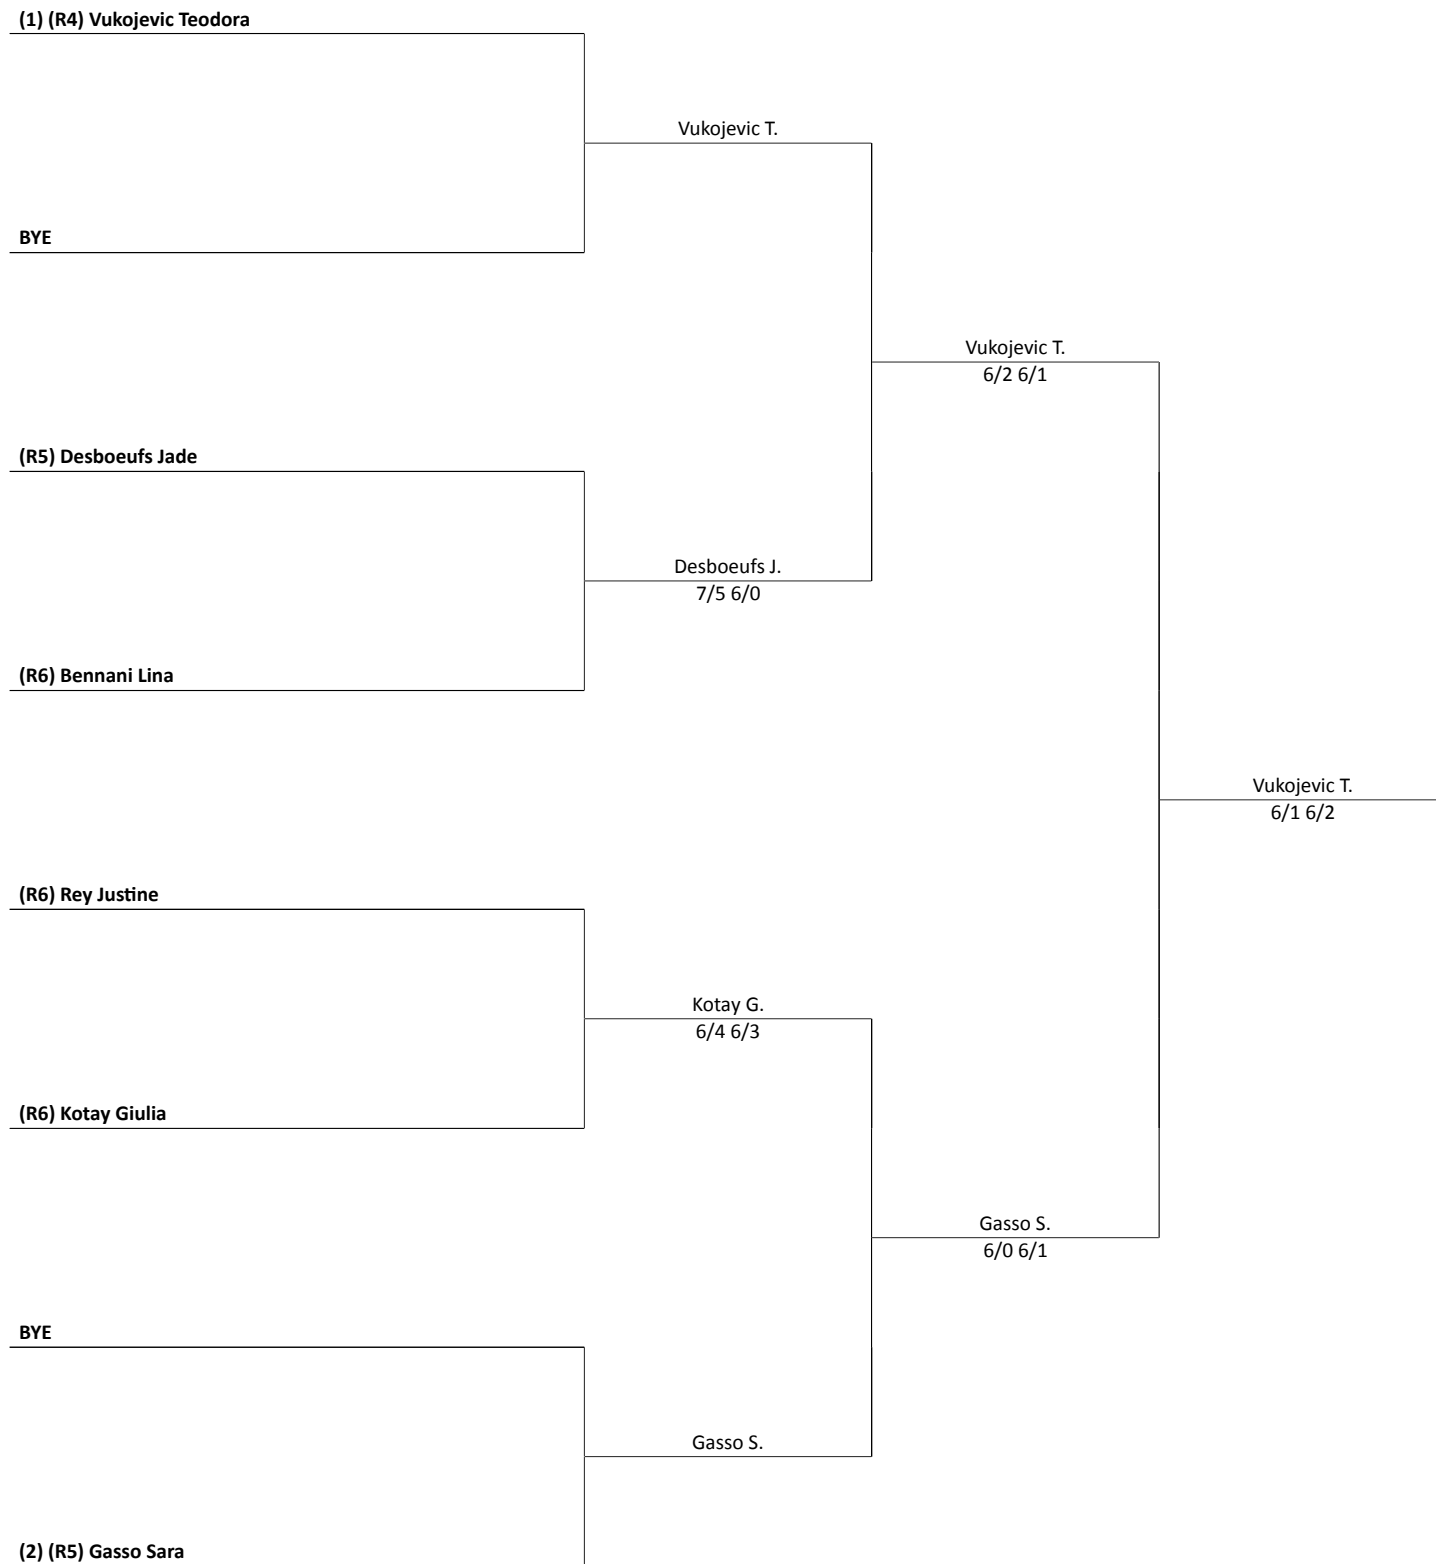 (1) (R4) Vukojevic Teodora
Vukojevic T.
BYE
Vukojevic T.
6/2 6/1
(R5) Desboeufs Jade
Desboeufs J.
7/5 6/0
(R6) Bennani Lina
Vukojevic T.
6/1 6/2
(R6) Rey Justine
Kotay G.
6/4 6/3
(R6) Kotay Giulia
Gasso S.
6/0 6/1
BYE
Gasso S.
(2) (R5) Gasso Sara